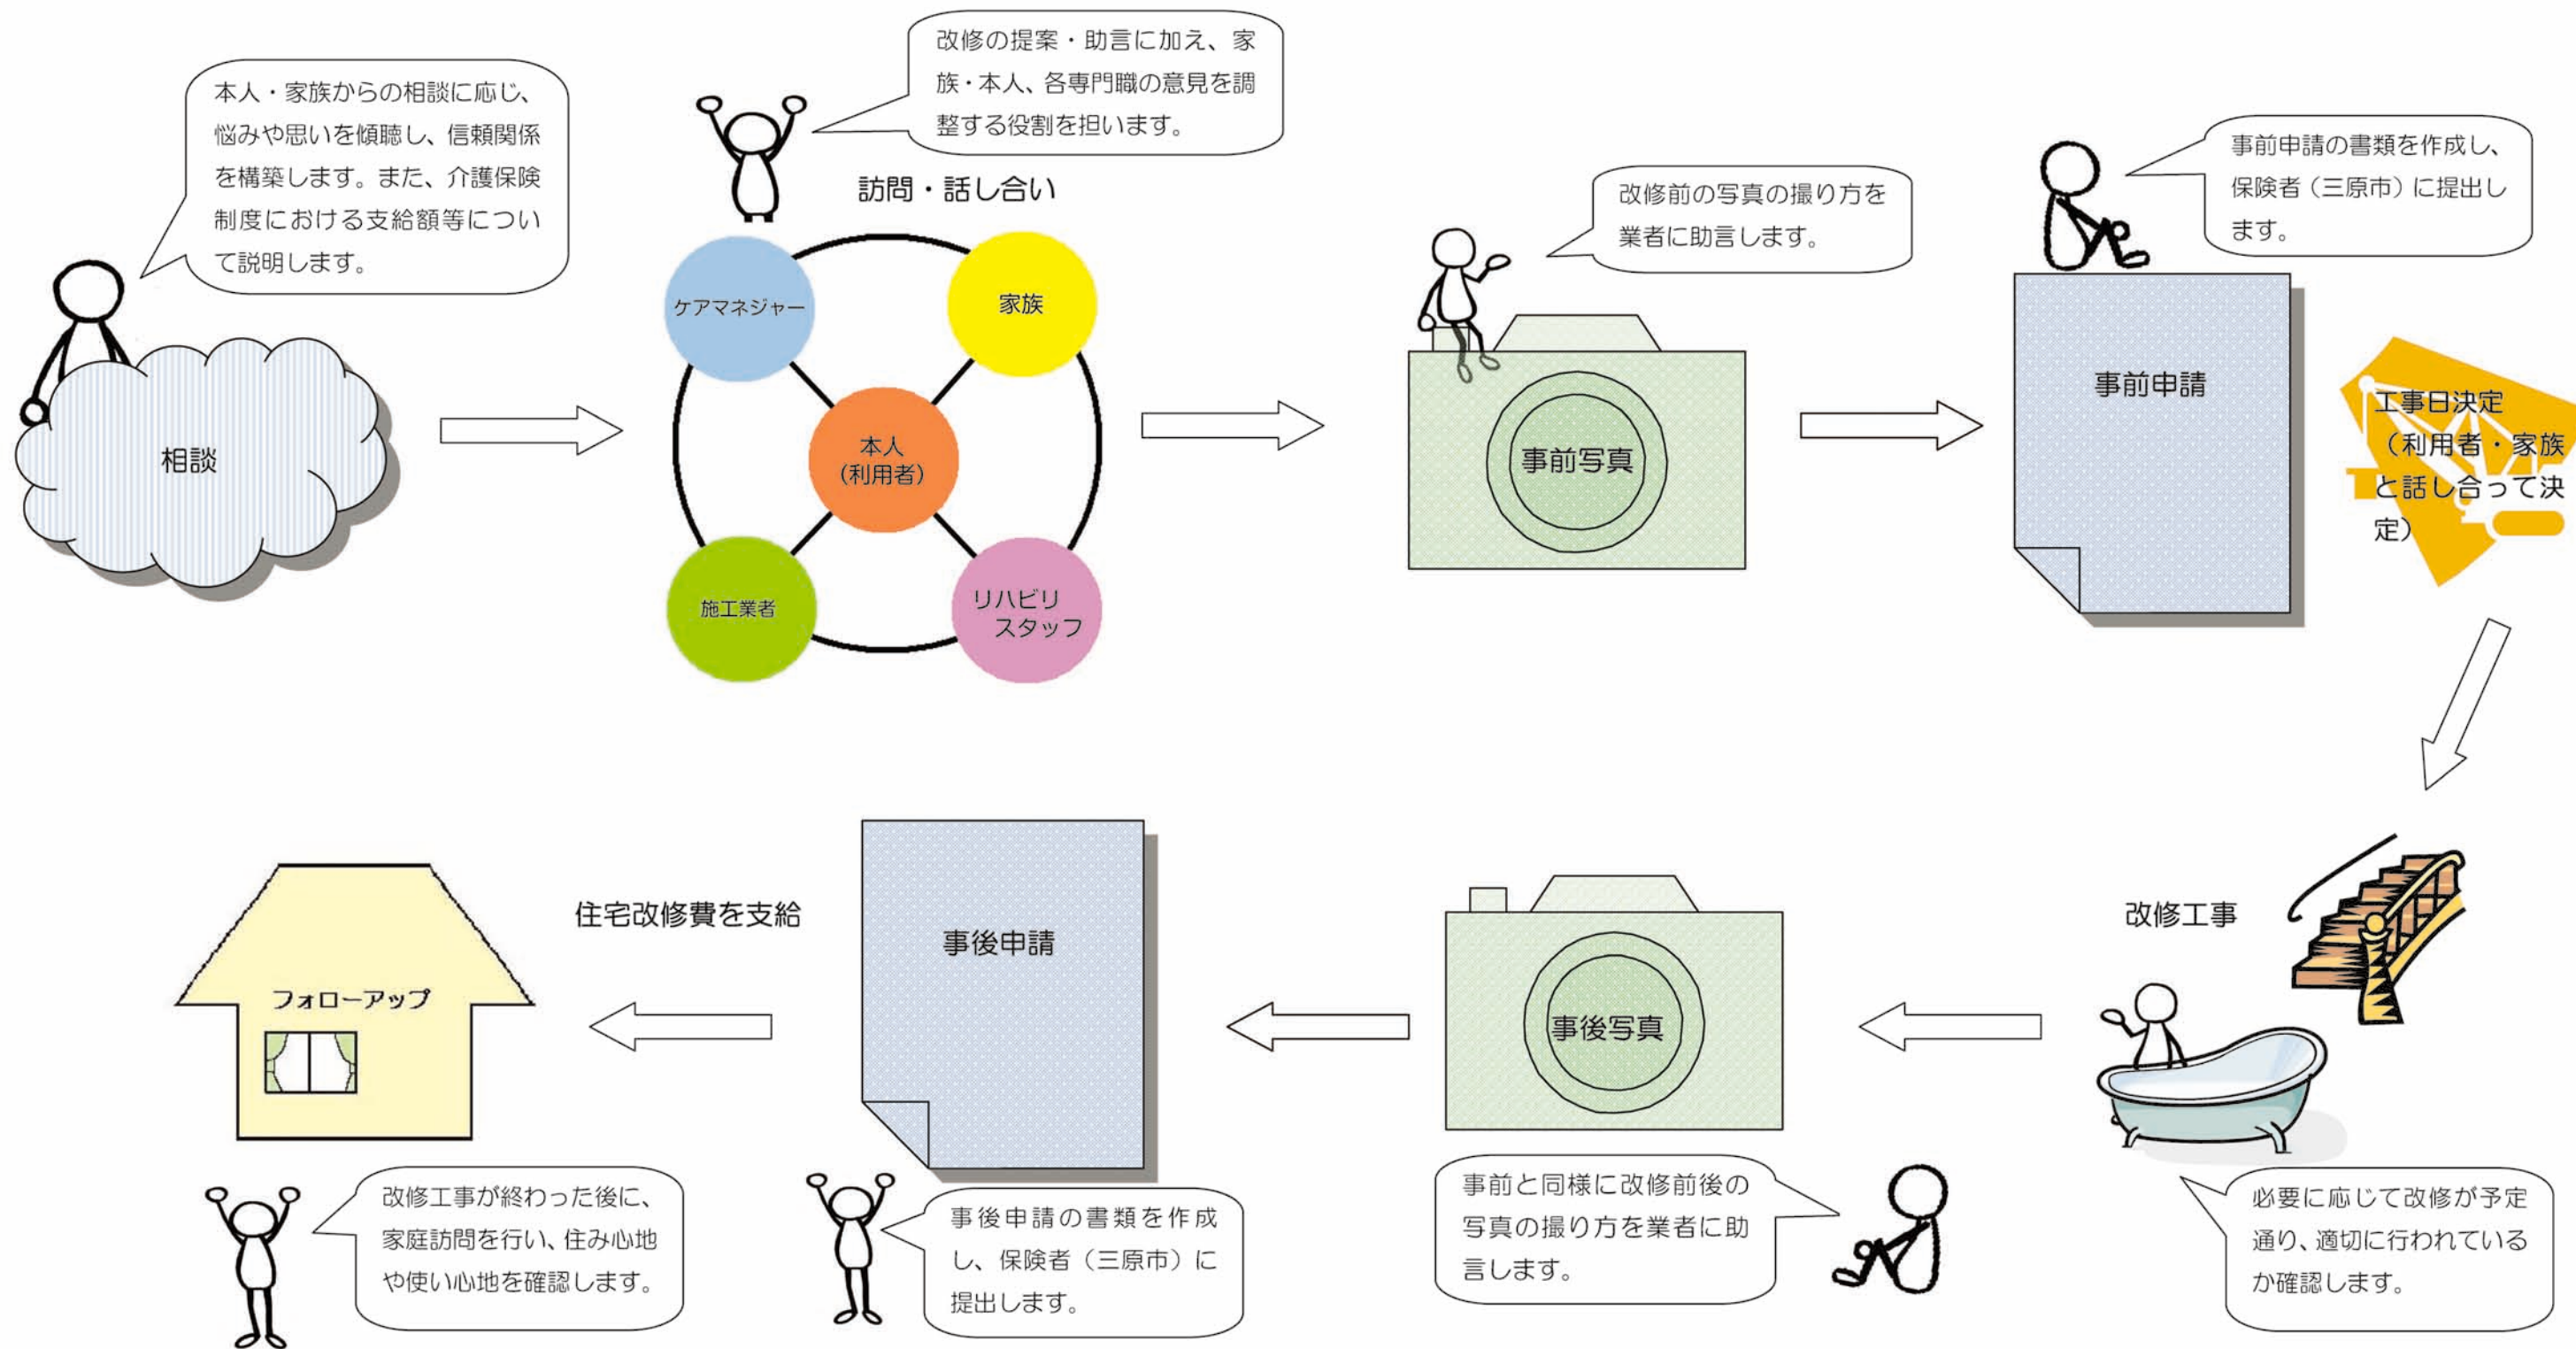 本人・家族からの相談に応じ、
悩みや思いを傾聴し、信頼関係
を構築します。また、介護保険
制度における支給額等につい
て説明します。
相談
改修の提案・助言に加え、家
族・本人、各専門職の意見を調
整する役割を担います。
訪問・話し合い
ケアマネジャー
家族
本人
（利用者）
施工業者
リハビリ
スタッフ
改修前の写真の撮り方を
業者に助言します。
事前写真
事前申請の書類を作成し、
保険者（三原市）に提出し
ます。
事前申請
工事日決定
（利用者・家族
と話し合って決
定）
改修工事
必要に応じて改修が予定
通り、適切に行われている
か確認します。
事後写真
事前と同様に改修前後の
写真の撮り方を業者に助
言します。
事後申請
事後申請の書類を作成
し、保険者（三原市）に
提出します。
住宅改修費を支給
フォローアップ
改修工事が終わった後に、
家庭訪問を行い、住み心地
や使い心地を確認します。